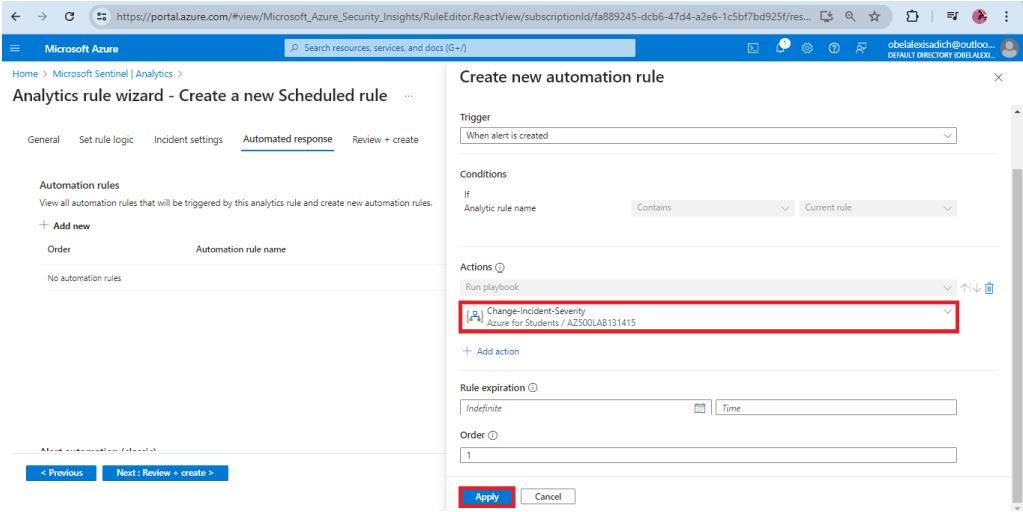 https://portal.azure.com/#view/Microsoft_Azure_Security_Insights/RuleEditor.ReactView/subscriptionId/fa889245-dcb6-47d4-a2e6-1c5bf7bd925f/res...
Microsoft Azure
Search resources, services, and docs (G+/)
1
obelalexisadich@outloo...
DEFAULT DIRECTORY (OBELALEXI...
Home > Microsoft Sentinel | Analytics >
Analytics rule wizard - Create a new Scheduled rule ...
General Set rule logic Incident settings Automated response Review + create
Automation rules
View all automation rules that will be triggered by this analytics rule and create new automation rules.
+ Add new
Order Automation rule name
No automation rules
Alert automation (classic)
< Previous Next : Review + create >
Create new automation rule
Trigger
When alert is created
Conditions
If
Analytic rule name Contains Current rule
Actions
Run playbook
Change-Incident-Severity
Azure for Students / AZ500LAB131415
+ Add action
Rule expiration
Indefinite Time
Order
1
Apply Cancel